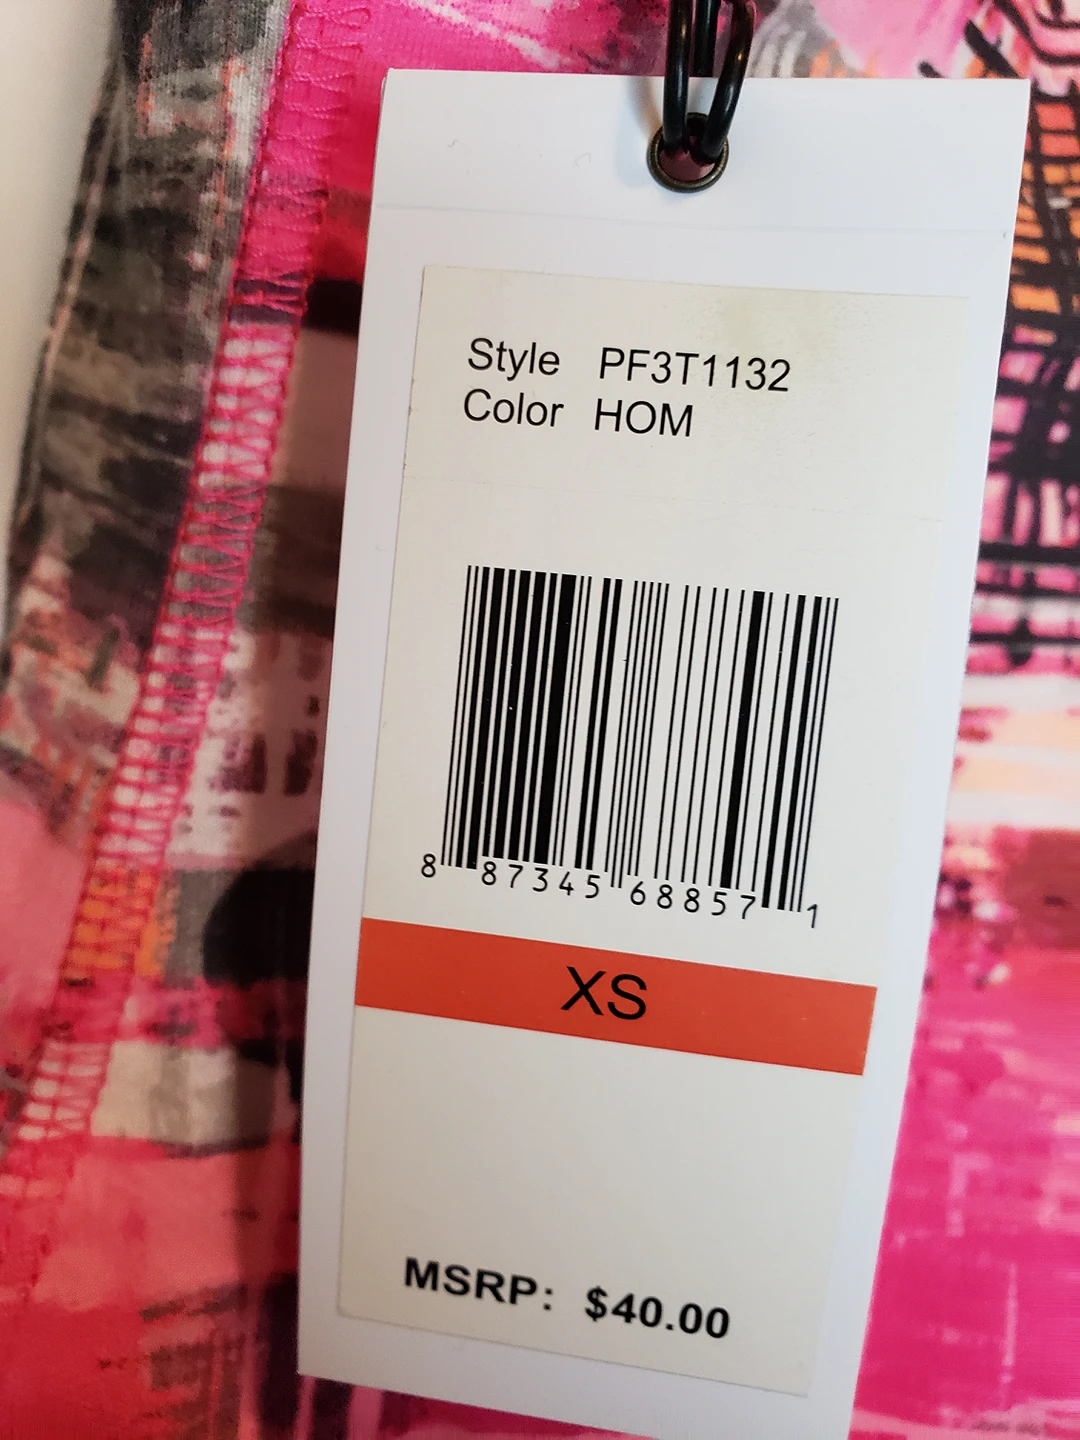 Style PF3T1132
Color HOM
8 87345 68857 1
XS
MSRP: $40.00